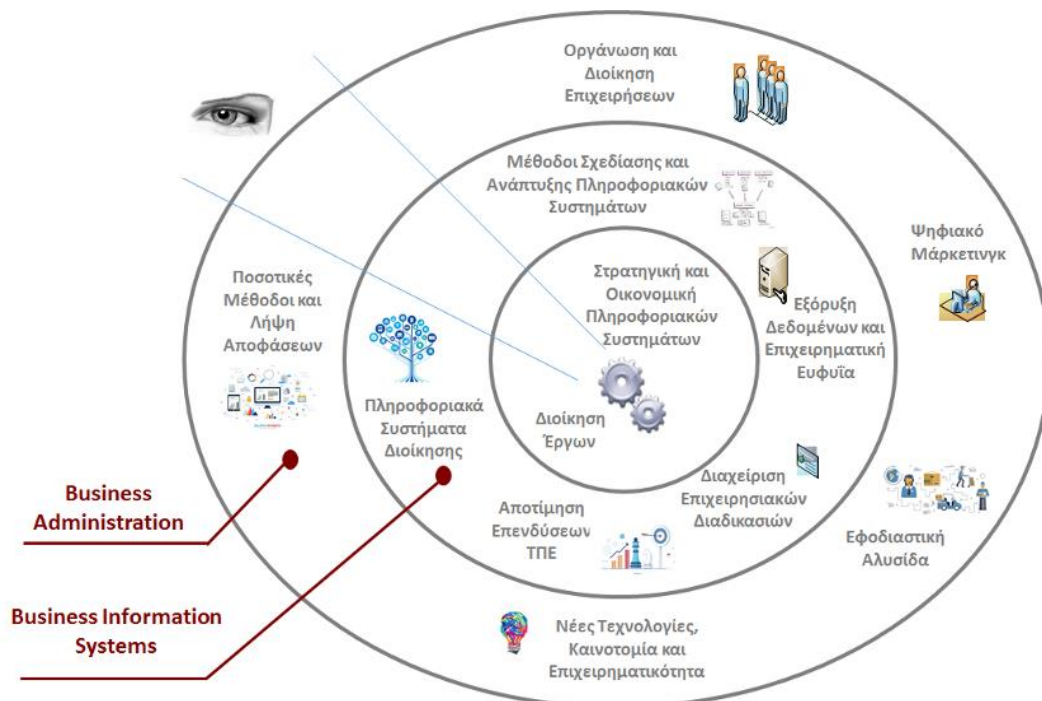 Οργάνωση και
Διοίκηση
Επιχειρήσεων
Μέθοδοι Σχεδίασης και
Ανάπτυξης Πληροφοριακών
Συστημάτων
Ψηφιακό
Μάρκετινγκ
Ποσοτικές
Μέθοδοι και
Λήψη
Αποφάσεων
Στρατηγική και
Οικονομική
Πληροφοριακών
Συστημάτων
Εξόρυξη
Δεδομένων και
Επιχειρηματική
Ευφυΐα
Πληροφοριακά
Συστήματα
Διοίκησης
Διοίκηση
Έργων
Διαχείριση
Επιχειρησιακών
Διαδικασιών
Αποτίμηση
Επενδύσεων
ΤΠΕ
Εφοδιαστική
Αλυσίδα
Business
Administration
Business Information
Systems
Νέες Τεχνολογίες,
Καινοτομία και
Επιχειρηματικότητα